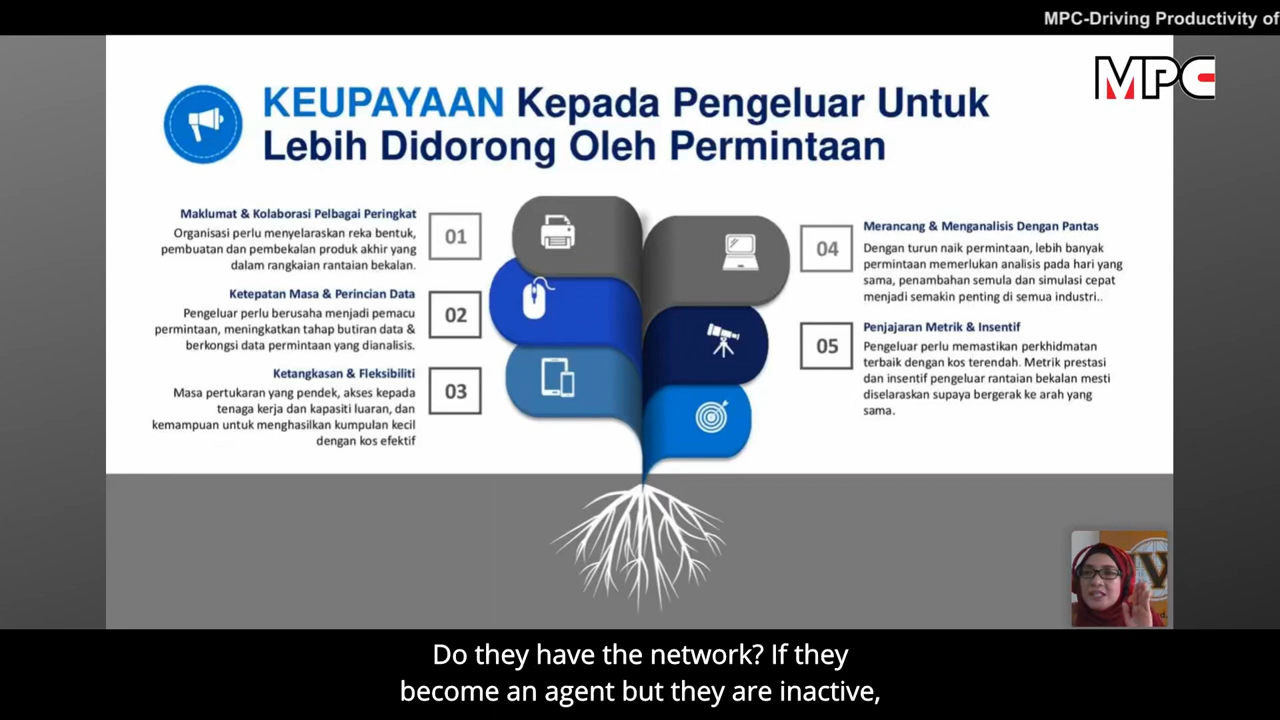 MPC-Driving Productivity of
MPC
KEUPAYAAN Kepada Pengeluar Untuk
Lebih Didorong Oleh Permintaan
Maklumat & Kolaborasi Pelbagai Peringkat
Organisasi perlu menyelaraskan reka bentuk,
pembuatan dan pembekalan produk akhir yang
dalam rangkaian rantaian bekalan.
01
Ketepatan Masa & Perincian Data
Pengeluar perlu berusaha menjadi pemacu
permintaan, meningkatkan tahap butiran data &
berkongsi data permintaan yang dianalisis.
02
Ketangkasan & Fleksibiliti
Masa pertukaran yang pendek, akses kepada
tenaga kerja dan kapasiti luaran, dan
kemampuan untuk menghasilkan kumpulan kecil
dengan kos efektif
03
04
Merancang & Menganalisis Dengan Pantas
Dengan turun naik permintaan, lebih banyak
permintaan memerlukan analisis pada hari yang
sama, penambahan semula dan simulasi cepat
menjadi semakin penting di semua industri..
05
Penjajaran Metrik & Insentif
Pengeluar perlu memastikan perkhidmatan
terbaik dengan kos terendah. Metrik prestasi
dan insentif pengeluar rantaian bekalan mesti
diselaraskan supaya bergerak ke arah yang
sama.
Do they have the network? If they
become an agent but they are inactive,